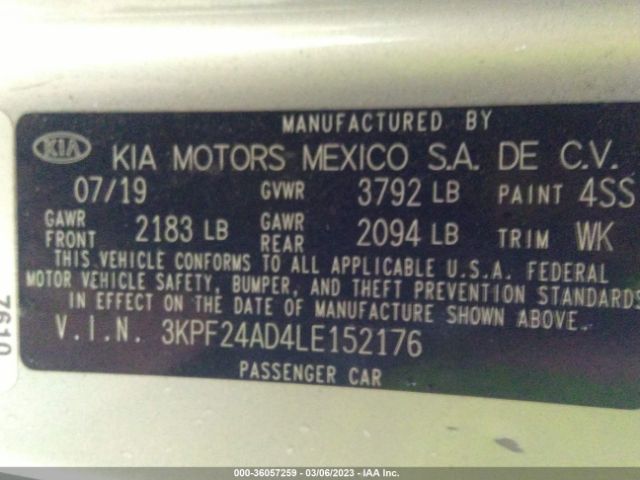 MANUFACTURED BY
KIA KIA MOTORS MEXICO S.A. DE C.V.
07/19 GVWR 3792 LB PAINT 4SS
GAWR FRONT 2183 LB GAWR REAR 2094 LB TRIM WK
THIS VEHICLE CONFORMS TO ALL APPLICABLE U.S.A. FEDERAL
MOTOR VEHICLE SAFETY, BUMPER, AND THEFT PREVENTION STANDARDS
IN EFFECT ON THE DATE OF MANUFACTURE SHOWN ABOVE.
V.I.N. 3KPF24AD4LE152176
PASSENGER CAR
000-36057259 - 03/06/2023 - IAA Inc.